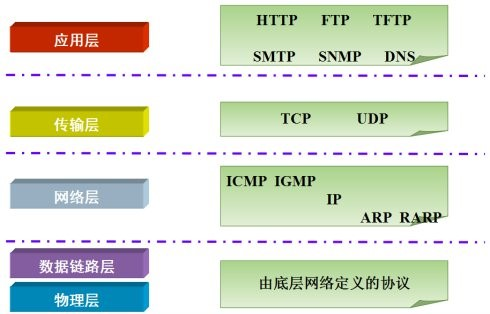 应用层
HTTP FTP TFTP
SMTP SNMP DNS
传输层
TCP UDP
网络层
ICMP IGMP
IP
ARP RARP
数据链路层
物理层
由底层网络定义的协议